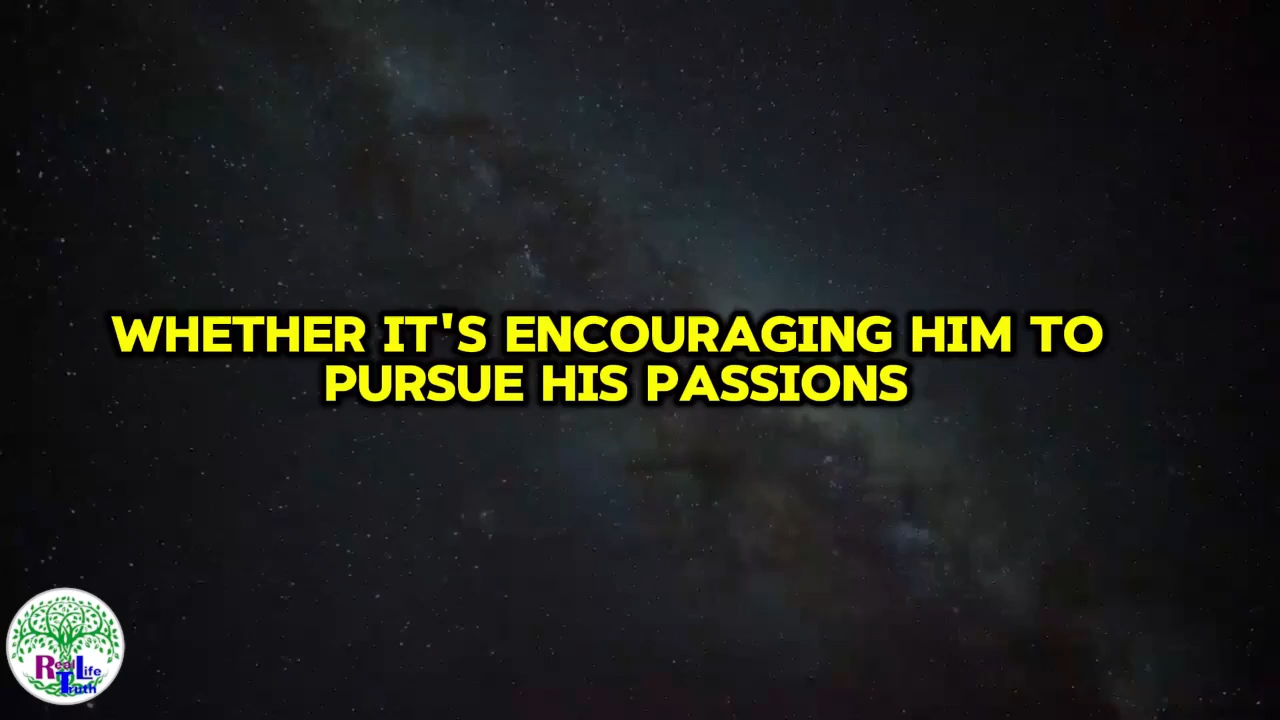 WHETHER IT'S ENCOURAGING HIM TO
PURSUE HIS PASSIONS
Real Life
Truth